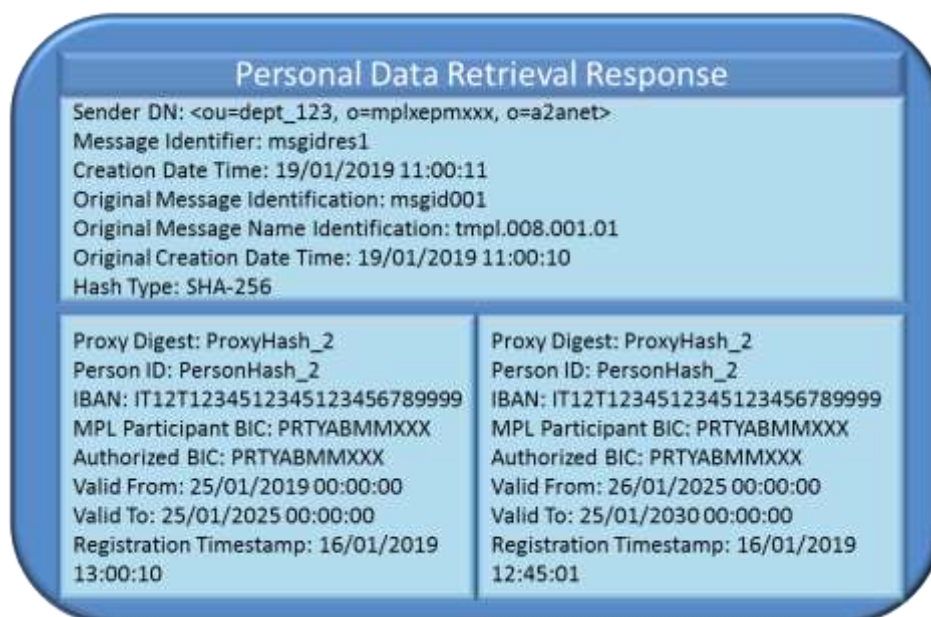 Personal Data Retrieval Response
Sender DN: <ou=dept_123, o=mplxepmxxx, o=a2anet>
Message Identifier: msgidres1
Creation Date Time: 19/01/2019 11:00:11
Original Message Identification: msgid001
Original Message Name Identification: tmpl.008.001.01
Original Creation Date Time: 19/01/2019 11:00:10
Hash Type: SHA-256
Proxy Digest: ProxyHash_2
Person ID: PersonHash_2
IBAN: IT12T1234512345123456789999
MPL Participant BIC: PRTYABMMXXX
Authorized BIC: PRTYABMMXXX
Valid From: 25/01/2019 00:00:00
Valid To: 25/01/2025 00:00:00
Registration Timestamp: 16/01/2019
13:00:10
Proxy Digest: ProxyHash_2
Person ID: PersonHash_2
IBAN: IT12T1234512345123456789999
MPL Participant BIC: PRTYABMMXXX
Authorized BIC: PRTYABMMXXX
Valid From: 26/01/2025 00:00:00
Valid To: 25/01/2030 00:00:00
Registration Timestamp: 16/01/2019
12:45:01